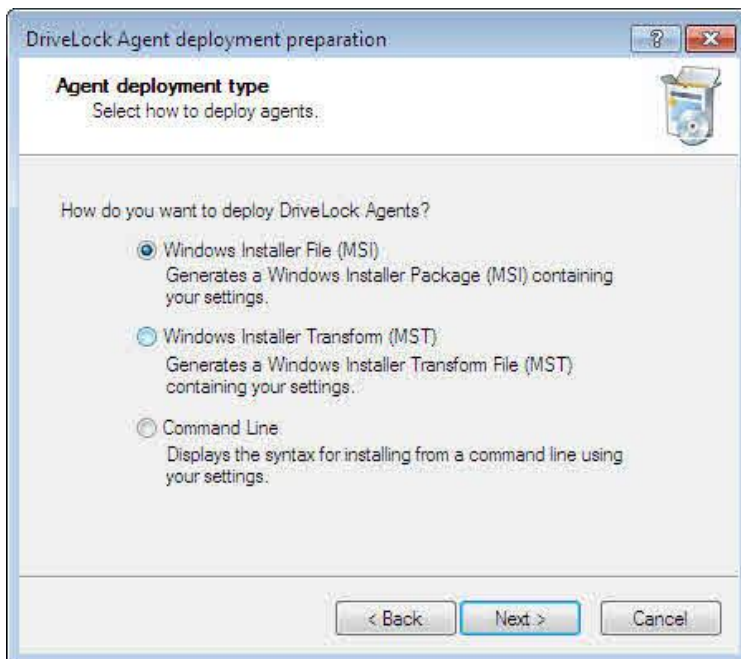 DriveLock Agent deployment preparation
Agent deployment type
Select how to deploy agents.
How do you want to deploy DriveLock Agents?
Windows Installer File (MSI)
Generates a Windows Installer Package (MSI) containing
your settings.
Windows Installer Transform (MST)
Generates a Windows Installer Transform File (MST)
containing your settings.
Command Line
Displays the syntax for installing from a command line using
your settings.
< Back Next > Cancel